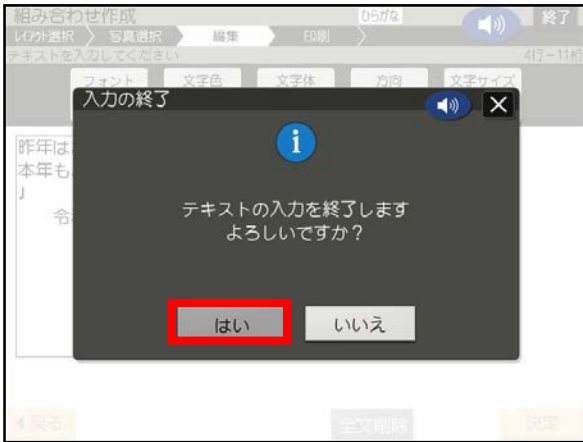 組み合わせ作成
ひらがな
終了
ﾚｲｱｳﾄ選択
写真選択
編集
印刷
テキストを入力してください
4行-11桁
フォント
文字色
文字体
方向
文字サイズ
入力の終了
昨年は
本年も
テキストの入力を終了します
よろしいですか?
はい
いいえ
戻る
全文削除
決定